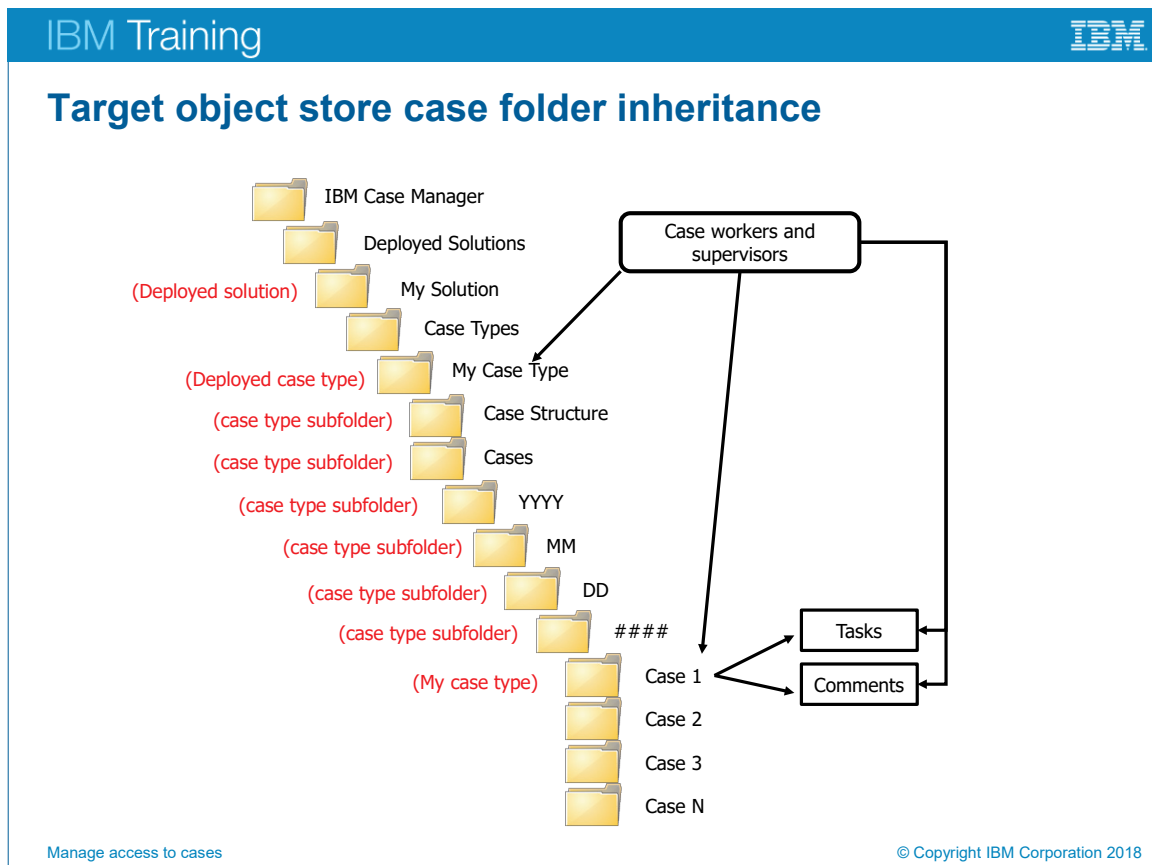 IBM Training
IBM
Target object store case folder inheritance
IBM Case Manager
Case workers and
supervisors
Deployed Solutions
(Deployed solution) My Solution
Case Types
(Deployed case type) My Case Type
(case type subfolder) Case Structure
(case type subfolder) Cases
(case type subfolder) YYYY
(case type subfolder) MM
(case type subfolder) DD
(case type subfolder) ####
Tasks
(My case type) Case 1
Comments
Case 2
Case 3
Case N
Manage access to cases
© Copyright IBM Corporation 2018